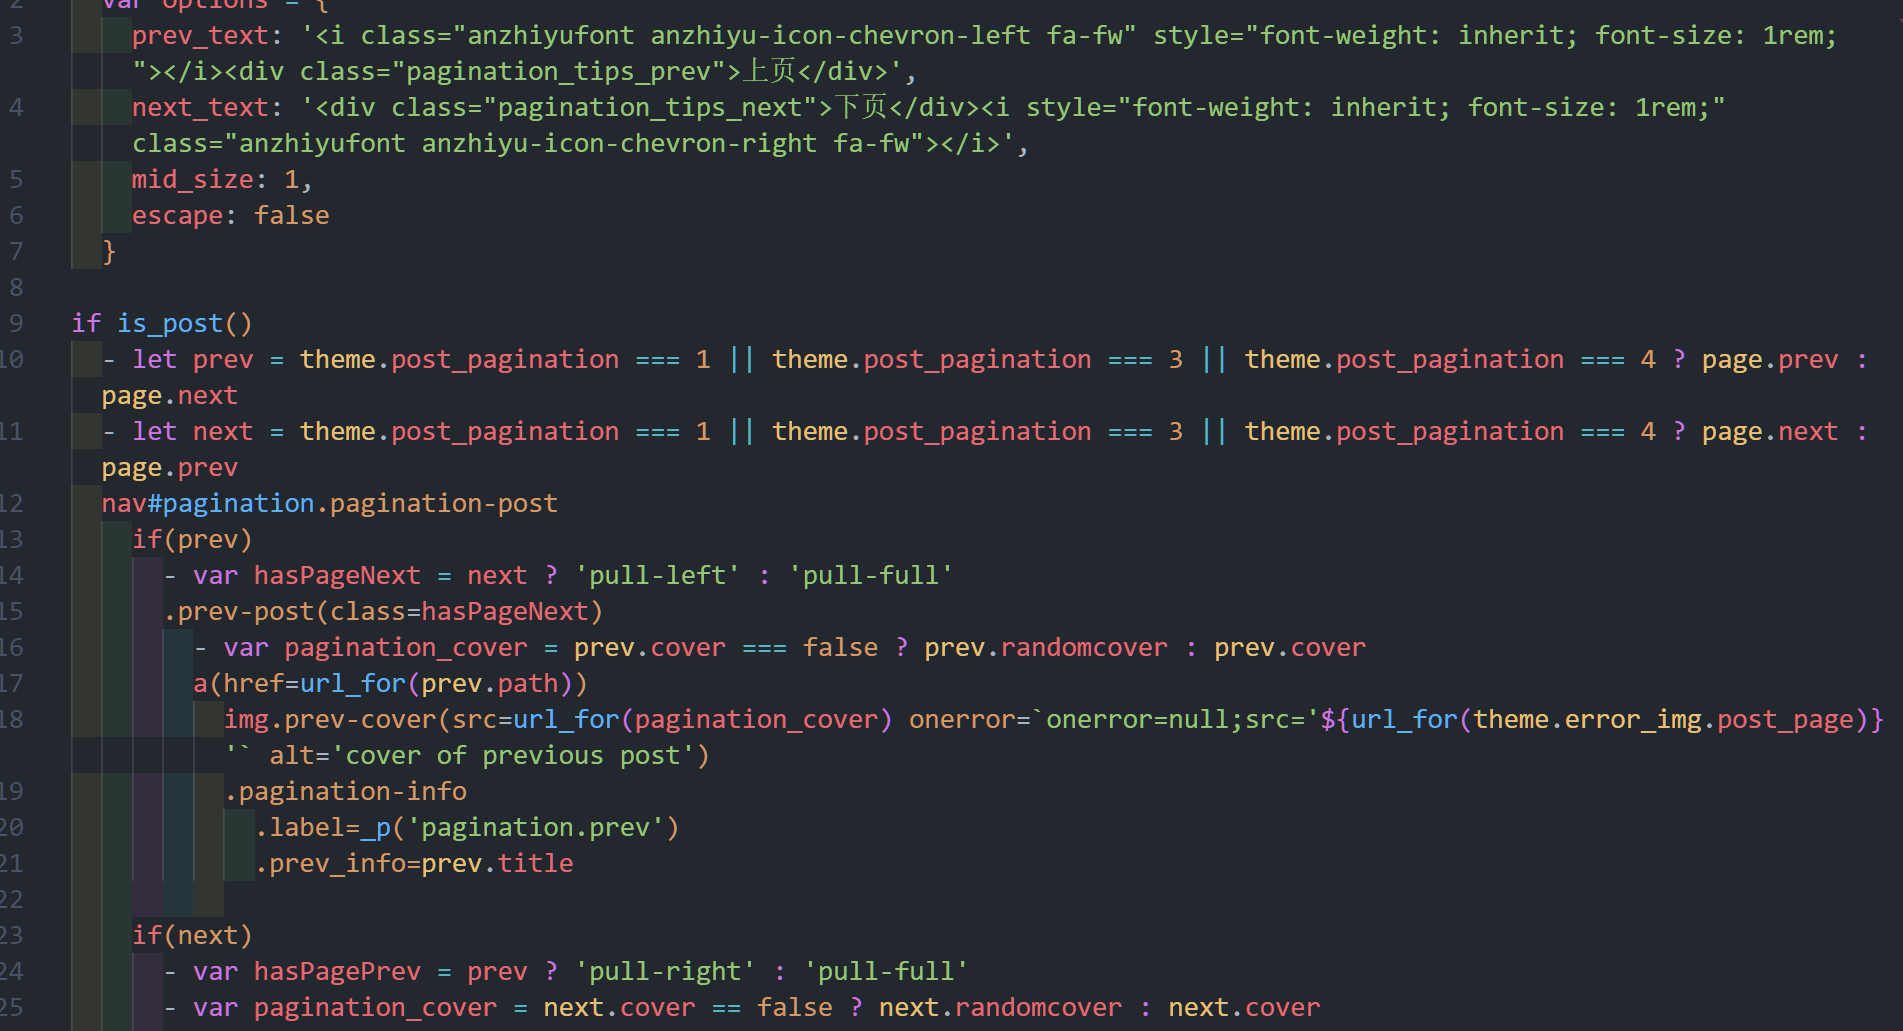 2 var options = {
3 prev_text: '<i class="anzhiyufont anzhiyu-icon-chevron-left fa-fw" style="font-weight: inherit; font-size: 1rem;
"></i><div class="pagination_tips_prev">上页</div>',
4 next_text: '<div class="pagination_tips_next">下页</div><i style="font-weight: inherit; font-size: 1rem;"
class="anzhiyufont anzhiyu-icon-chevron-right fa-fw"></i>',
5 mid_size: 1,
6 escape: false
7 }
8
9 if is_post()
10 - let prev = theme.post_pagination === 1 || theme.post_pagination === 3 || theme.post_pagination === 4 ? page.prev :
page.next
11 - let next = theme.post_pagination === 1 || theme.post_pagination === 3 || theme.post_pagination === 4 ? page.next :
page.prev
12 nav#pagination.pagination-post
13 if(prev)
14 - var hasPageNext = next ? 'pull-left' : 'pull-full'
15 .prev-post(class=hasPageNext)
16 - var pagination_cover = prev.cover === false ? prev.randomcover : prev.cover
17 a(href=url_for(prev.path))
18 img.prev-cover(src=url_for(pagination_cover) onerror=`onerror=null;src='${url_for(theme.error_img.post_page)}
'` alt='cover of previous post')
19 .pagination-info
20 .label=_p('pagination.prev')
21 .prev_info=prev.title
22
23 if(next)
24 - var hasPagePrev = prev ? 'pull-right' : 'pull-full'
25 - var pagination_cover = next.cover == false ? next.randomcover : next.cover